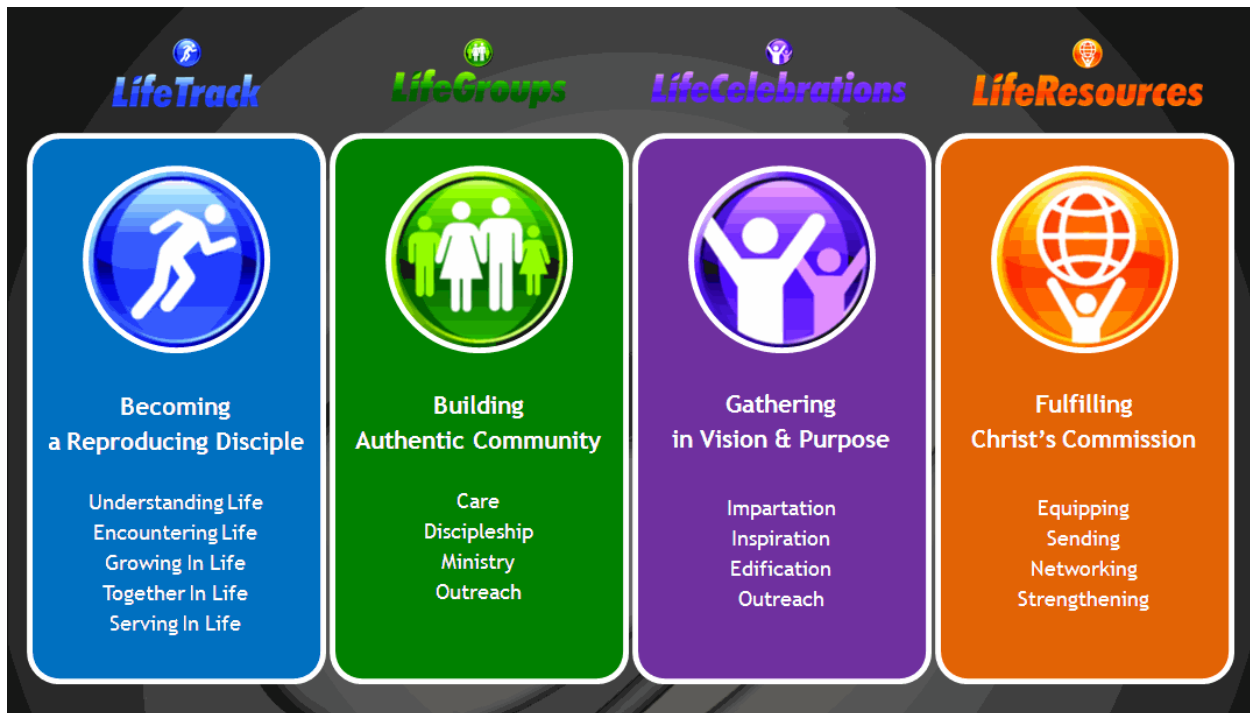 LifeTrack
LifeGroups
LifeCelebrations
LifeResources
Becoming
a Reproducing Disciple
Understanding Life
Encountering Life
Growing In Life
Together In Life
Serving In Life
Building
Authentic Community
Care
Discipleship
Ministry
Outreach
Gathering
in Vision & Purpose
Impartation
Inspiration
Edification
Outreach
Fulfilling
Christ's Commission
Equipping
Sending
Networking
Strengthening